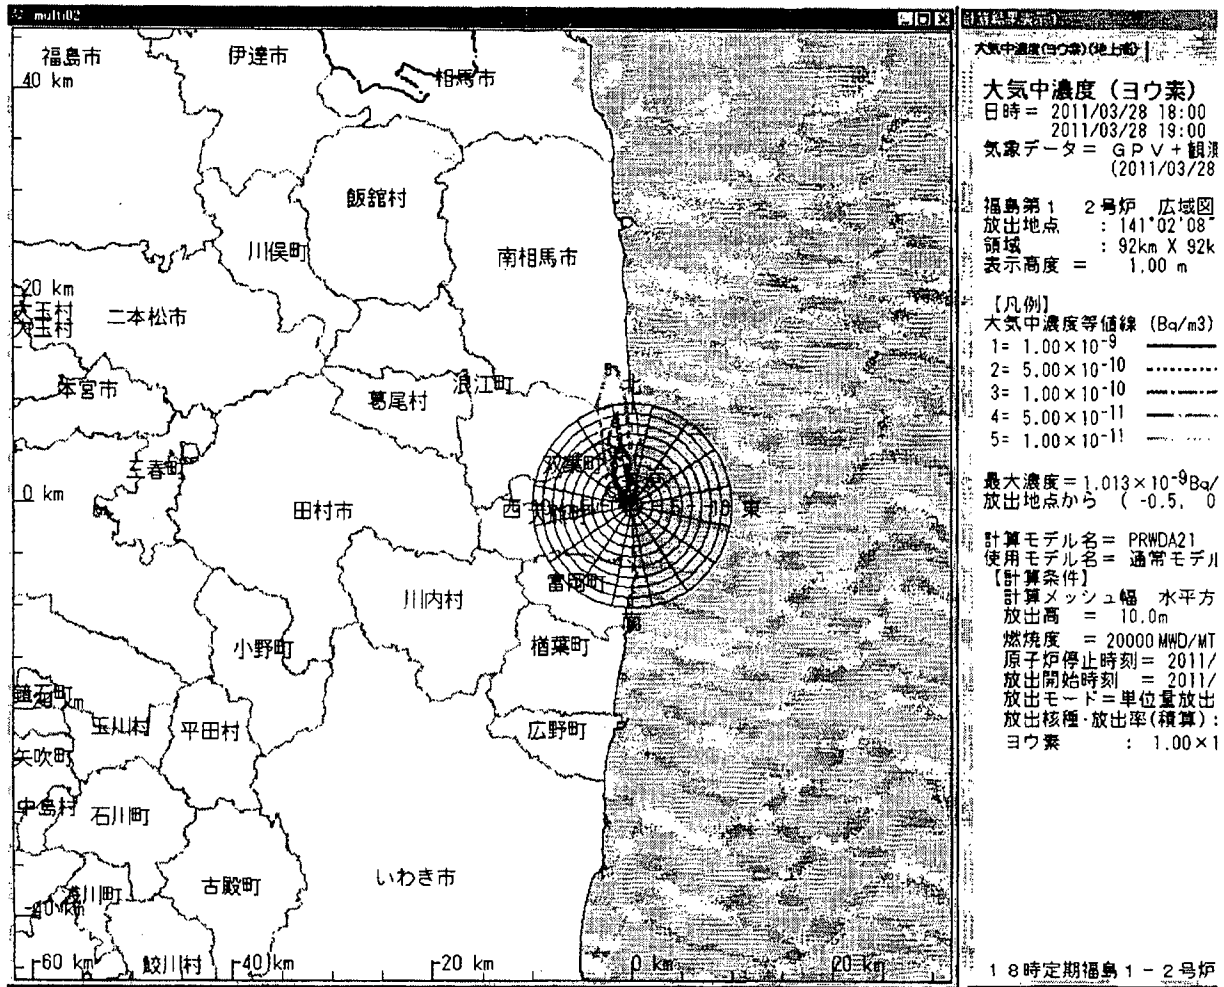 multi02
福島市
伊達市
相馬市
40 km
飯舘村
川俣町
南相馬市
20 km
大玉村
二本松市
本宮市
浪江町
葛尾村
北
三春町
双葉町
0 km
田村市
西
東
富岡町
川内村
南
小野町
楢葉町
鏡石町
玉川村
平田村
広野町
矢吹町
中島村
石川町
浅川町
古殿町
いわき市
-40 km
-60 km
鮫川村
-40 km
-20 km
0 km
20 km
大気中濃度(ヨウ素)(地上高)
大気中濃度 (ヨウ素)
日時= 2011/03/28 18:00
2011/03/28 19:00
気象データ= GPV+観測
(2011/03/28
福島第1 2号炉 広域図
放出地点 : 141°02'08"
領域 : 92km X 92k
表示高度 = 1.00 m
【凡例】
大気中濃度等値線 (Bq/m3)
1= 1.00×10-9
2= 5.00×10-10
3= 1.00×10-10
4= 5.00×10-11
5= 1.00×10-11
最大濃度=1.013×10-9Bq/
放出地点から ( -0.5, 0
計算モデル名= PRWDA21
使用モデル名= 通常モデル
【計算条件】
計算メッシュ幅 水平方
放出高 = 10.0m
燃焼度 = 20000MWD/MT
原子炉停止時刻= 2011/
放出開始時刻 = 2011/
放出モード=単位量放出
放出核種・放出率(積算):
ヨウ素 : 1.00×1
18時定期福島1-2号炉